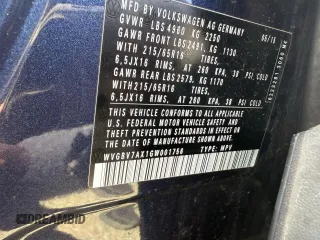 MFD BY VOLKSWAGEN AG GERMANY 06/15
GVWR LBS 4960 KG 2250
GAWR FRONT LBS 2491, KG 1130
WITH 215/65R16 TIRES,
6,5JX16 RIMS, AT 260 KPA, 38 PSI COLD
GAWR REAR LBS 2579, KG 1170
WITH 215/65R16 TIRES,
6,5JX16 RIMS, AT 260 KPA, 38 PSI COLD
THIS VEHICLE CONFORMS TO ALL APPLICABLE
FEDERAL MOTOR VEHICLE SAFETY, BUMPER AND
THEFT PREVENTION STANDARDS IN EFFECT ON
THE DATE OF MANUFACTURE SHOWN ABOVE.
TYPE: MPV